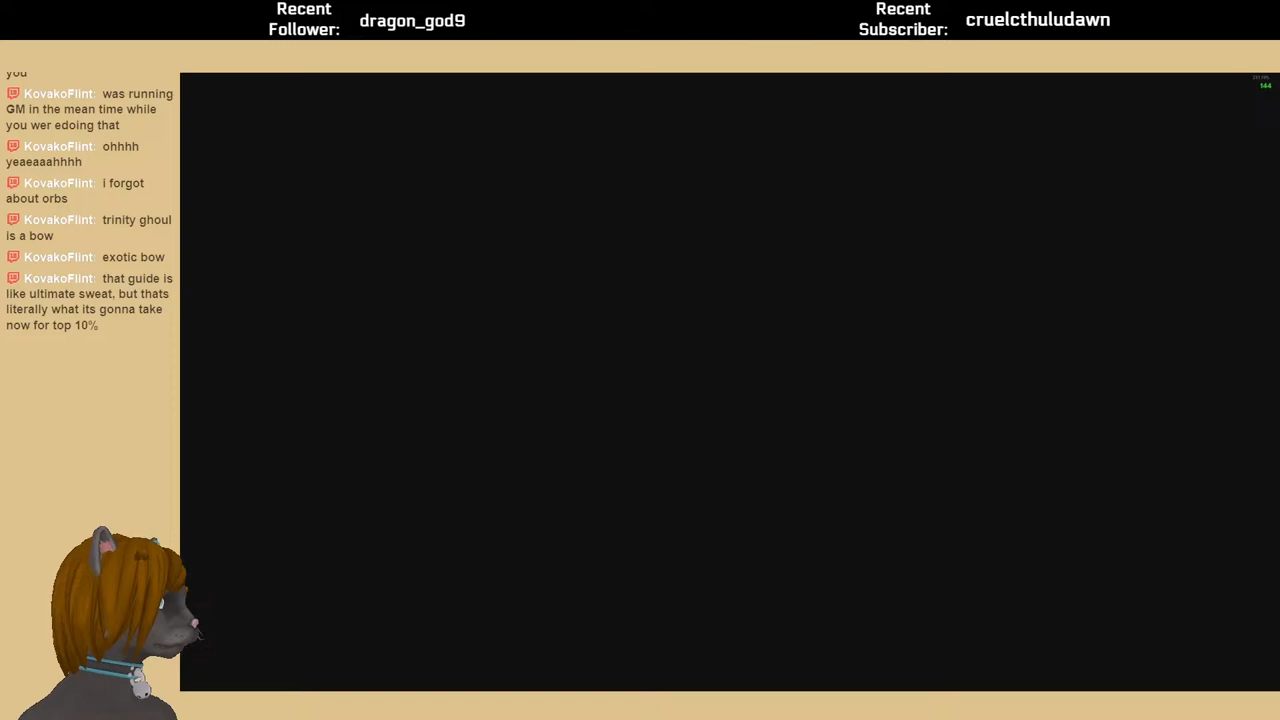 Recent
Follower:
dragon_god9
Recent
Subscriber:
cruelcthuludawn
you
KovakoFlint: was running
GM in the mean time while
you wer edoing that
KovakoFlint: ohhhh
yeaeaaahhhh
KovakoFlint: i forgot
about orbs
KovakoFlint: trinity ghoul
is a bow
KovakoFlint: exotic bow
KovakoFlint: that guide is
like ultimate sweat, but thats
literally what its gonna take
now for top 10%
144